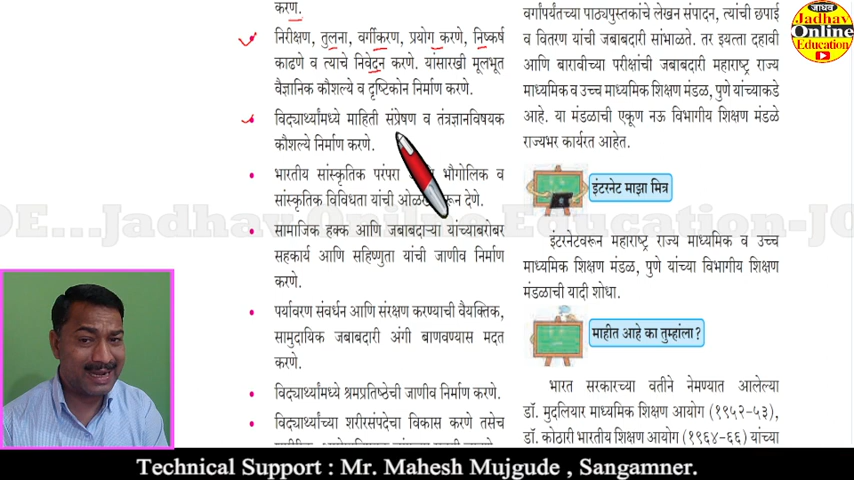 करणे.
निरीक्षण, तुलना, वर्गीकरण, प्रयोग करणे, निष्कर्ष
काढणे व त्याचे निवेदन करणे. यांसारखी मूलभूत
वैज्ञानिक कौशल्ये व दृष्टिकोन निर्माण करणे.
विद्यार्थ्यांमध्ये माहिती संप्रेषण व तंत्रज्ञानविषयक
कौशल्ये निर्माण करणे.
भारतीय सांस्कृतिक परंपरा भौगोलिक व
सांस्कृतिक विविधता यांची देणे.
सामाजिक हक्क आणि जबाबदाऱ्या यांच्याबरोबर
सहकार्य आणि सहिष्णुता यांची जाणीव निर्माण
करणे.
पर्यावरण संवर्धन आणि संरक्षण करण्याची वैयक्तिक,
सामुदायिक जबाबदारी अंगी बाणवण्यास मदत
करणे.
विद्यार्थ्यांमध्ये श्रमप्रतिष्ठेची जाणीव निर्माण करणे.
विद्यार्थ्यांच्या शरीरसंपदेचा विकास करणे तसेच
वर्गापर्यंतच्या पाठ्यपुस्तकांचे लेखन संपादन, त्यांची छपाई
व वितरण यांची जबाबदारी सांभाळते. तर इयत्ता दहावी
आणि बारावीच्या परीक्षांची जबाबदारी महाराष्ट्र राज्य
माध्यमिक व उच्च माध्यमिक शिक्षण मंडळ, पुणे यांच्याकडे
आहे. या मंडळाची एकूण नऊ विभागीय शिक्षण मंडळे
राज्यभर कार्यरत आहेत.
इंटरनेट माझा मित्र
इंटरनेटवरून महाराष्ट्र राज्य माध्यमिक व उच्च
माध्यमिक शिक्षण मंडळ, पुणे यांच्या विभागीय शिक्षण
मंडळाची यादी शोधा.
माहीत आहे का तुम्हांला?
भारत सरकारच्या वतीने नेमण्यात आलेल्या
डॉ. मुदलियार माध्यमिक शिक्षण आयोग (१९५२-५३),
डॉ. कोठारी भारतीय शिक्षण आयोग (१९६४-६६) यांच्या
जाधव
Jadhav
Online
Education
DE...Jadhav Online Education-JO
Technical Support : Mr. Mahesh Mujgude , Sangamner.